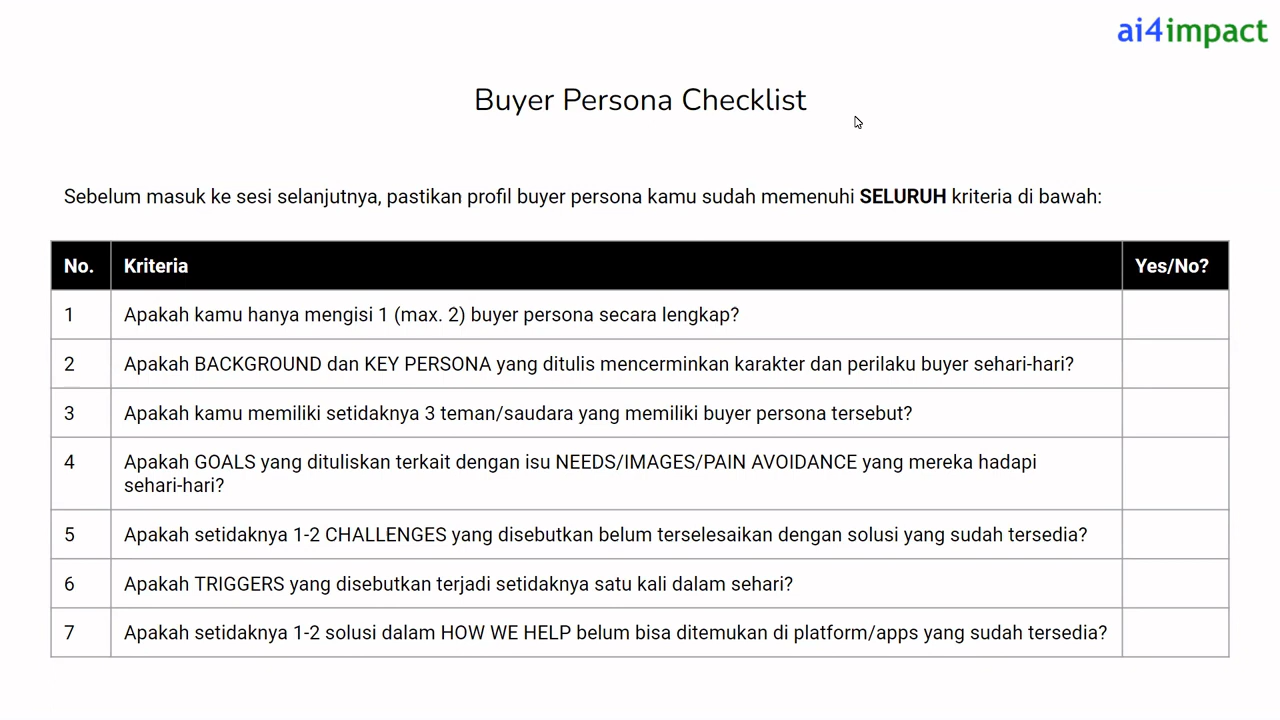 ai4impact
Buyer Persona Checklist
Sebelum masuk ke sesi selanjutnya, pastikan profil buyer persona kamu sudah memenuhi SELURUH kriteria di bawah:
No. Kriteria Yes/No?
1 Apakah kamu hanya mengisi 1 (max. 2) buyer persona secara lengkap?
2 Apakah BACKGROUND dan KEY PERSONA yang ditulis mencerminkan karakter dan perilaku buyer sehari-hari?
3 Apakah kamu memiliki setidaknya 3 teman/saudara yang memiliki buyer persona tersebut?
4 Apakah GOALS yang dituliskan terkait dengan isu NEEDS/IMAGES/PAIN AVOIDANCE yang mereka hadapi
sehari-hari?
5 Apakah setidaknya 1-2 CHALLENGES yang disebutkan belum terselesaikan dengan solusi yang sudah tersedia?
6 Apakah TRIGGERS yang disebutkan terjadi setidaknya satu kali dalam sehari?
7 Apakah setidaknya 1-2 solusi dalam HOW WE HELP belum bisa ditemukan di platform/apps yang sudah tersedia?